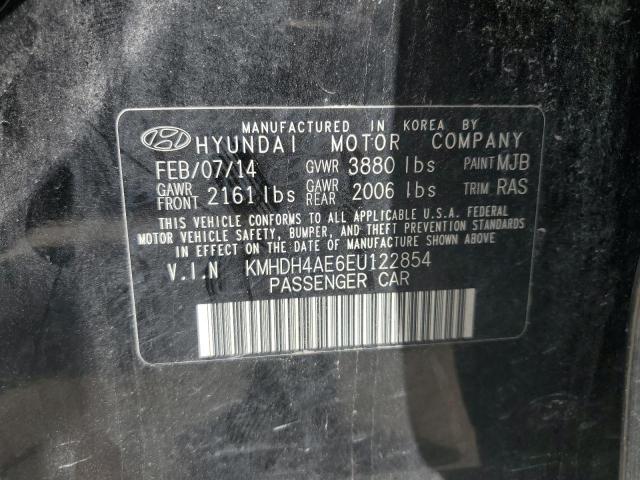 MANUFACTURED IN KOREA BY
HYUNDAI MOTOR COMPANY
FEB/07/14 GVWR 3880 lbs PAINT MJB
GAWR FRONT 2161 lbs GAWR REAR 2006 lbs TRIM RAS
THIS VEHICLE CONFORMS TO ALL APPLICABLE U.S.A. FEDERAL
MOTOR VEHICLE SAFETY, BUMPER, AND THEFT PREVENTION STANDARDS
IN EFFECT ON THE DATE OF MANUFACTURE SHOWN ABOVE.
V.I.N KMHDH4AE6EU122854
PASSENGER CAR